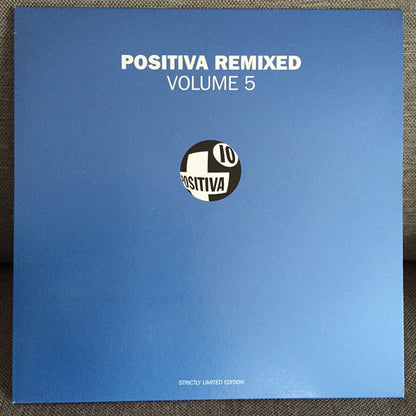 POSITIVA REMIXED
VOLUME 5
10
POSITIVA
STRICTLY LIMITED EDITION